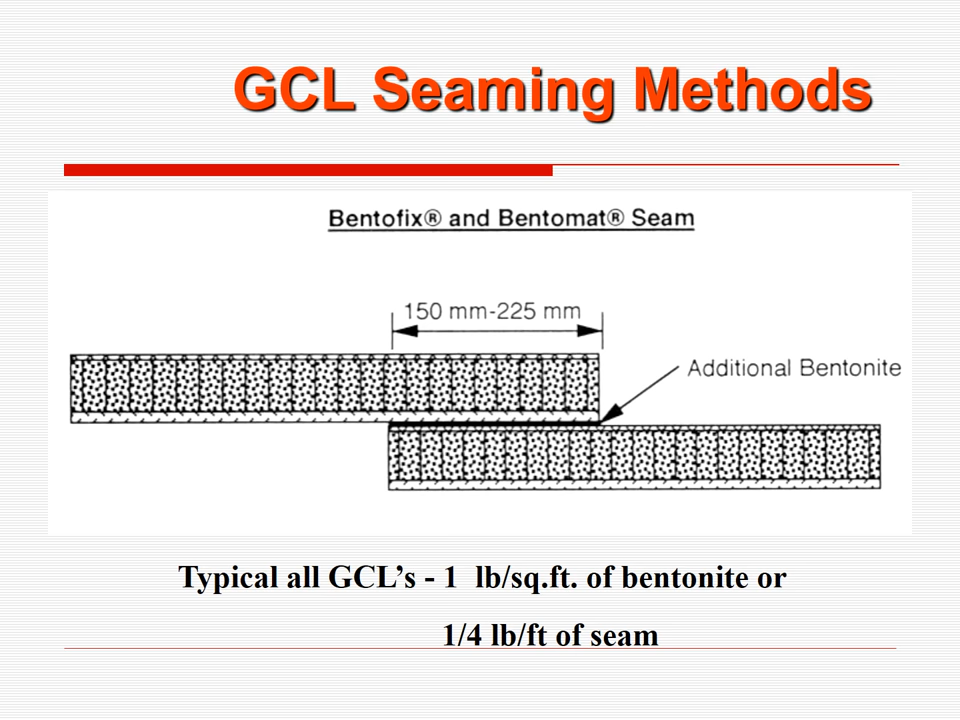 GCL Seaming Methods
Bentofix® and Bentomat® Seam
150 mm-225 mm
Additional Bentonite
Typical all GCL’s - 1 lb/sq.ft. of bentonite or
1/4 lb/ft of seam